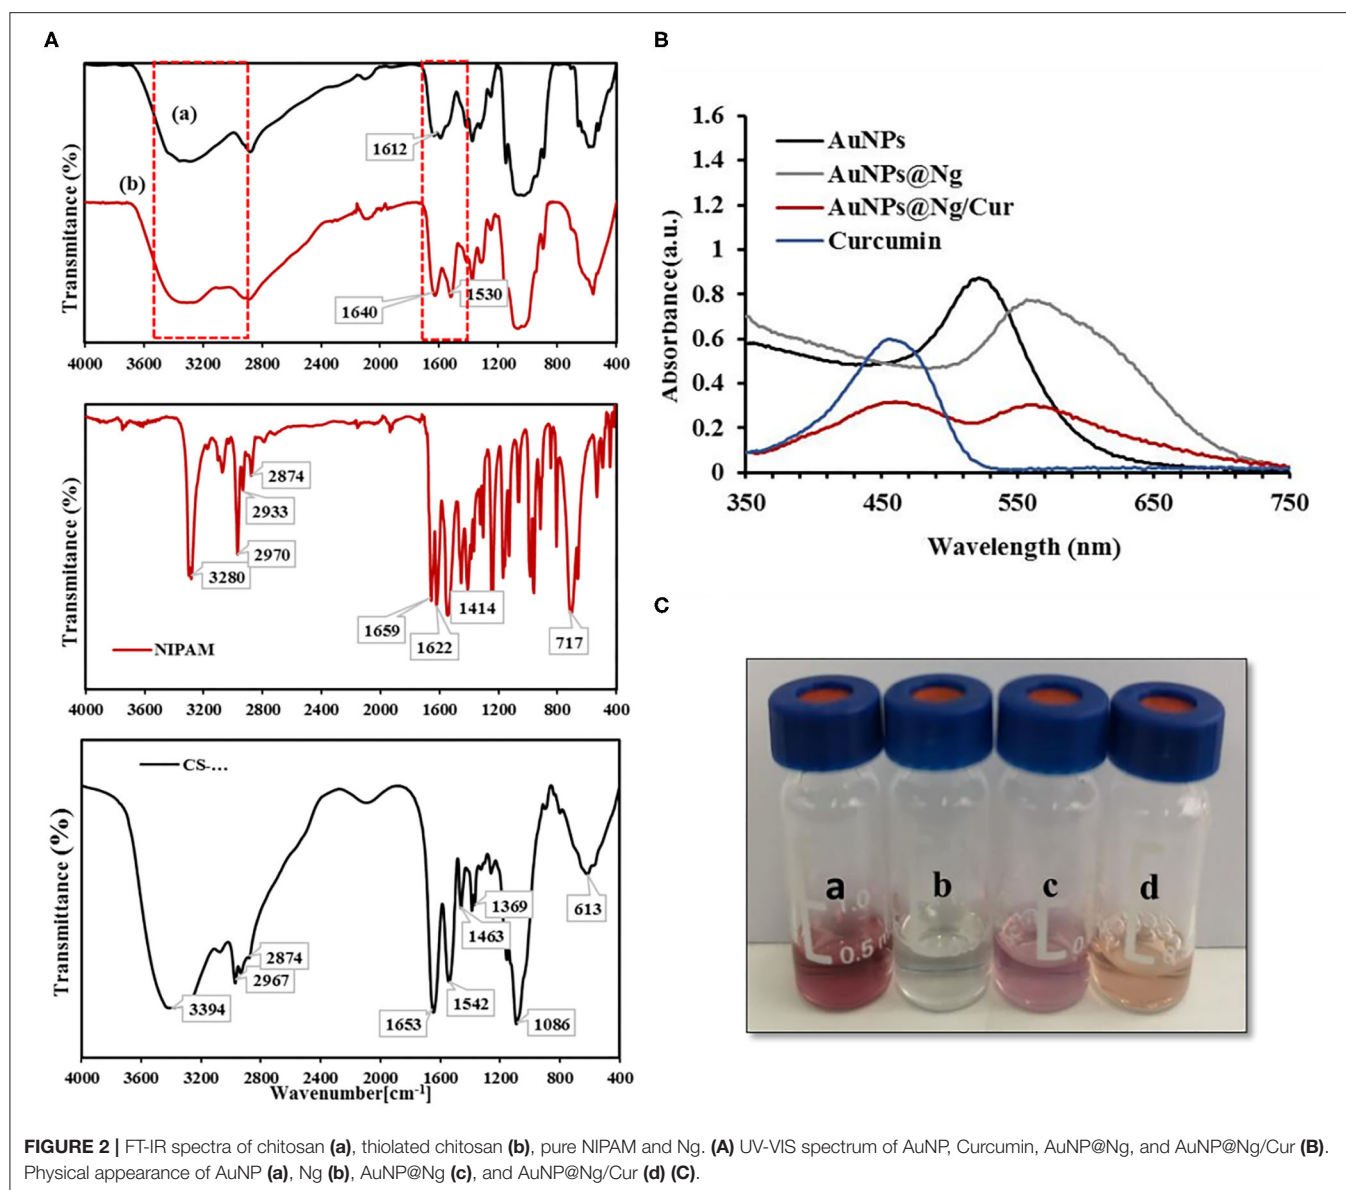 A
(a)
(b)
1612
1640
1530
Transmitance (%)
4000 3600 3200 2800 2400 2000 1600 1200 800 400
2874
2933
2970
3280
1659
1622
1414
717
NIPAM
Transmitance (%)
4000 3600 3200 2800 2400 2000 1600 1200 800 400
CS-...
3394
2967
2874
1653
1542
1463
1369
1086
613
Transmittance (%)
4000 3600 3200 2800 2400 2000 1600 1200 800 400
Wavenumber[cm⁻¹]
B
1.6
1.4
1.2
1
0.8
0.6
0.4
0.2
0
Absorbance(a.u.)
AuNPs
AuNPs@Ng
AuNPs@Ng/Cur
Curcumin
350 450 550 650 750
Wavelength (nm)
C
a b c d
1.0
0.5 m
FIGURE 2 | FT-IR spectra of chitosan (a), thiolated chitosan (b), pure NIPAM and Ng. (A) UV-VIS spectrum of AuNP, Curcumin, AuNP@Ng, and AuNP@Ng/Cur (B).
Physical appearance of AuNP (a), Ng (b), AuNP@Ng (c), and AuNP@Ng/Cur (d) (C).